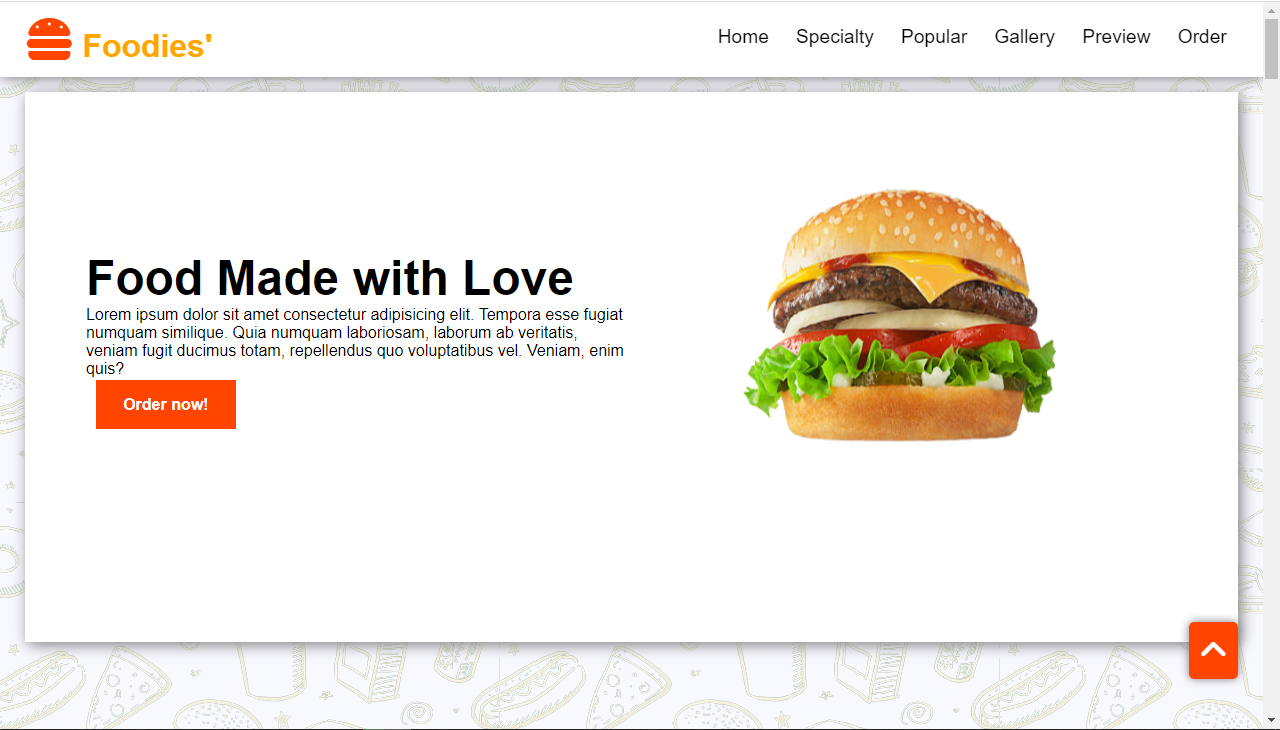 Foodies'
Home Specialty Popular Gallery Preview Order
Food Made with Love
Lorem ipsum dolor sit amet consectetur adipisicing elit. Tempora esse fugiat
numquam similique. Quia numquam laboriosam, laborum ab veritatis,
veniam fugit ducimus totam, repellendus quo voluptatibus vel. Veniam, enim
quis?
Order now!